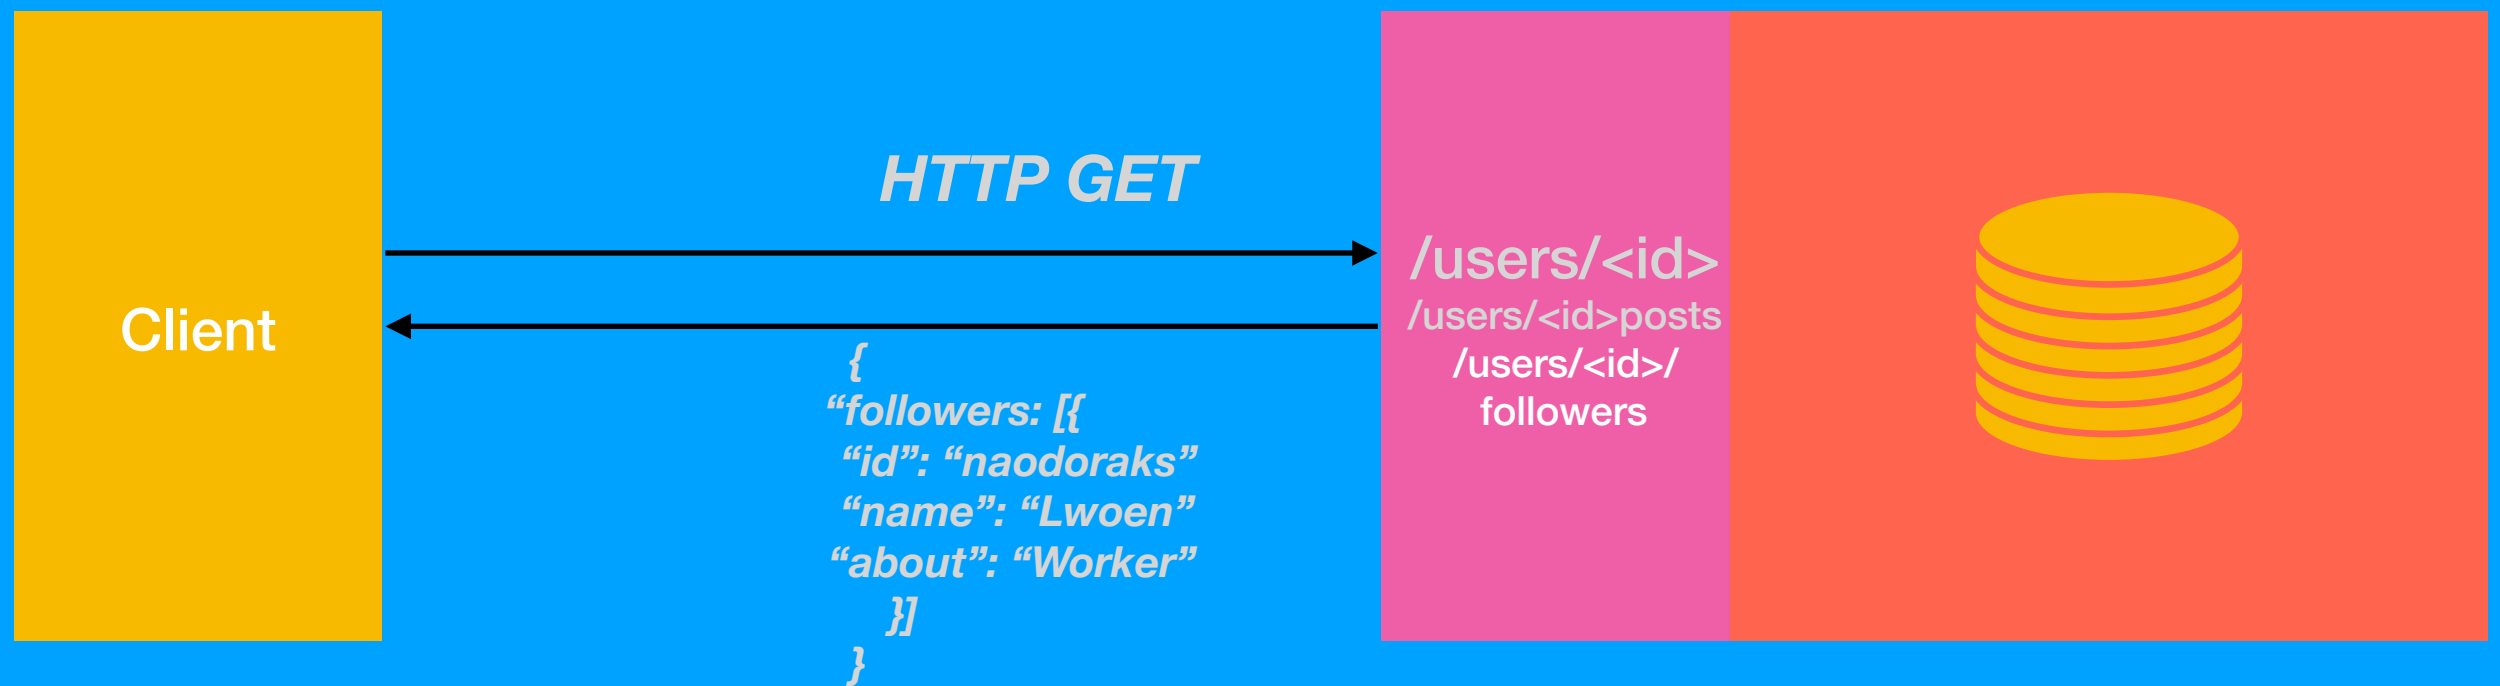 HTTP GET
Client
{
“followers: [{
“id”: “naodoraks”
“name”: “Lwoen”
“about”: “Worker”
}]
}
/users/<id>
/users/<id>posts
/users/<id>/
followers